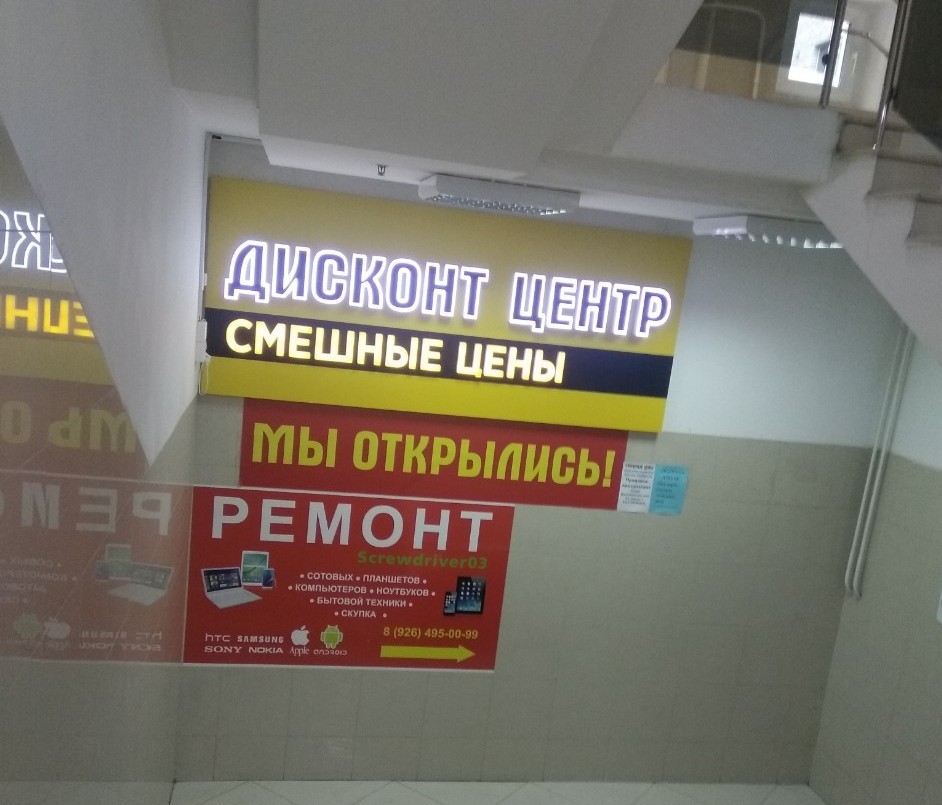 ДИСКОНТ ЦЕНТР
СМЕШНЫЕ ЦЕНЫ
МЫ ОТКРЫЛИСЬ!
РЕМОНТ
Screwdriver03
• СОТОВЫХ • ПЛАНШЕТОВ •
• КОМПЬЮТЕРОВ • НОУТБУКОВ •
• БЫТОВОЙ ТЕХНИКИ •
• СКУПКА •
8 (926) 495-00-99
hTC SAMSUNG
SONY NOKIA Apple ANDROID